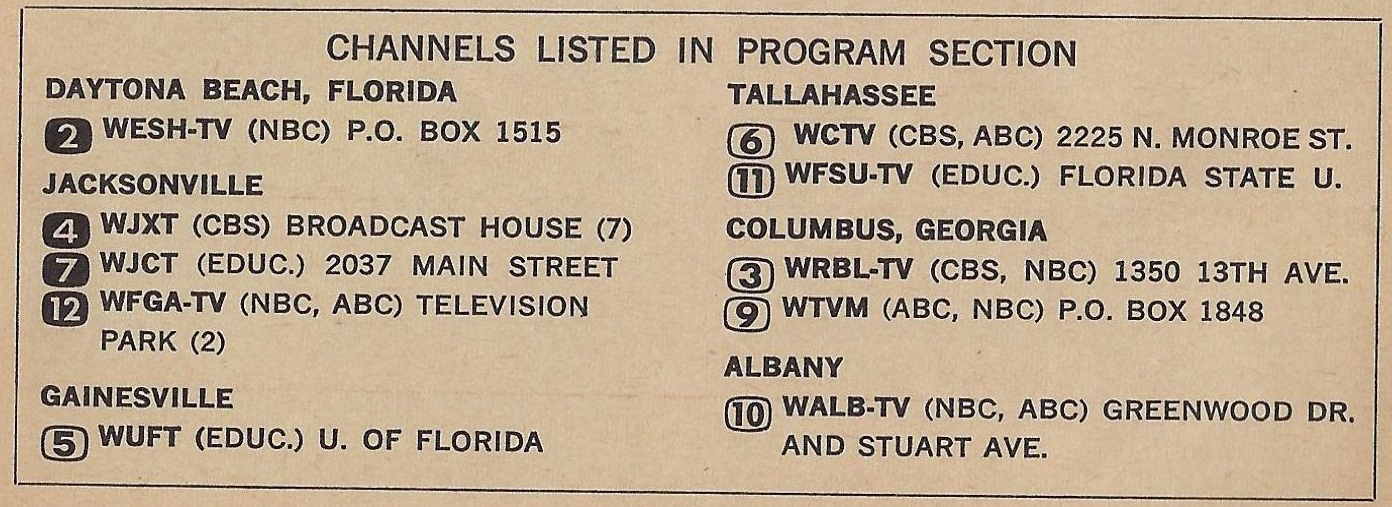 CHANNELS LISTED IN PROGRAM SECTION
DAYTONA BEACH, FLORIDA
2 WESH-TV (NBC) P.O. BOX 1515
JACKSONVILLE
4 WJXT (CBS) BROADCAST HOUSE (7)
7 WJCT (EDUC.) 2037 MAIN STREET
12 WFGA-TV (NBC, ABC) TELEVISION
PARK (2)
GAINESVILLE
5 WUFT (EDUC.) U. OF FLORIDA
TALLAHASSEE
6 WCTV (CBS, ABC) 2225 N. MONROE ST.
11 WFSU-TV (EDUC.) FLORIDA STATE U.
COLUMBUS, GEORGIA
3 WRBL-TV (CBS, NBC) 1350 13TH AVE.
9 WTVM (ABC, NBC) P.O. BOX 1848
ALBANY
10 WALB-TV (NBC, ABC) GREENWOOD DR.
AND STUART AVE.